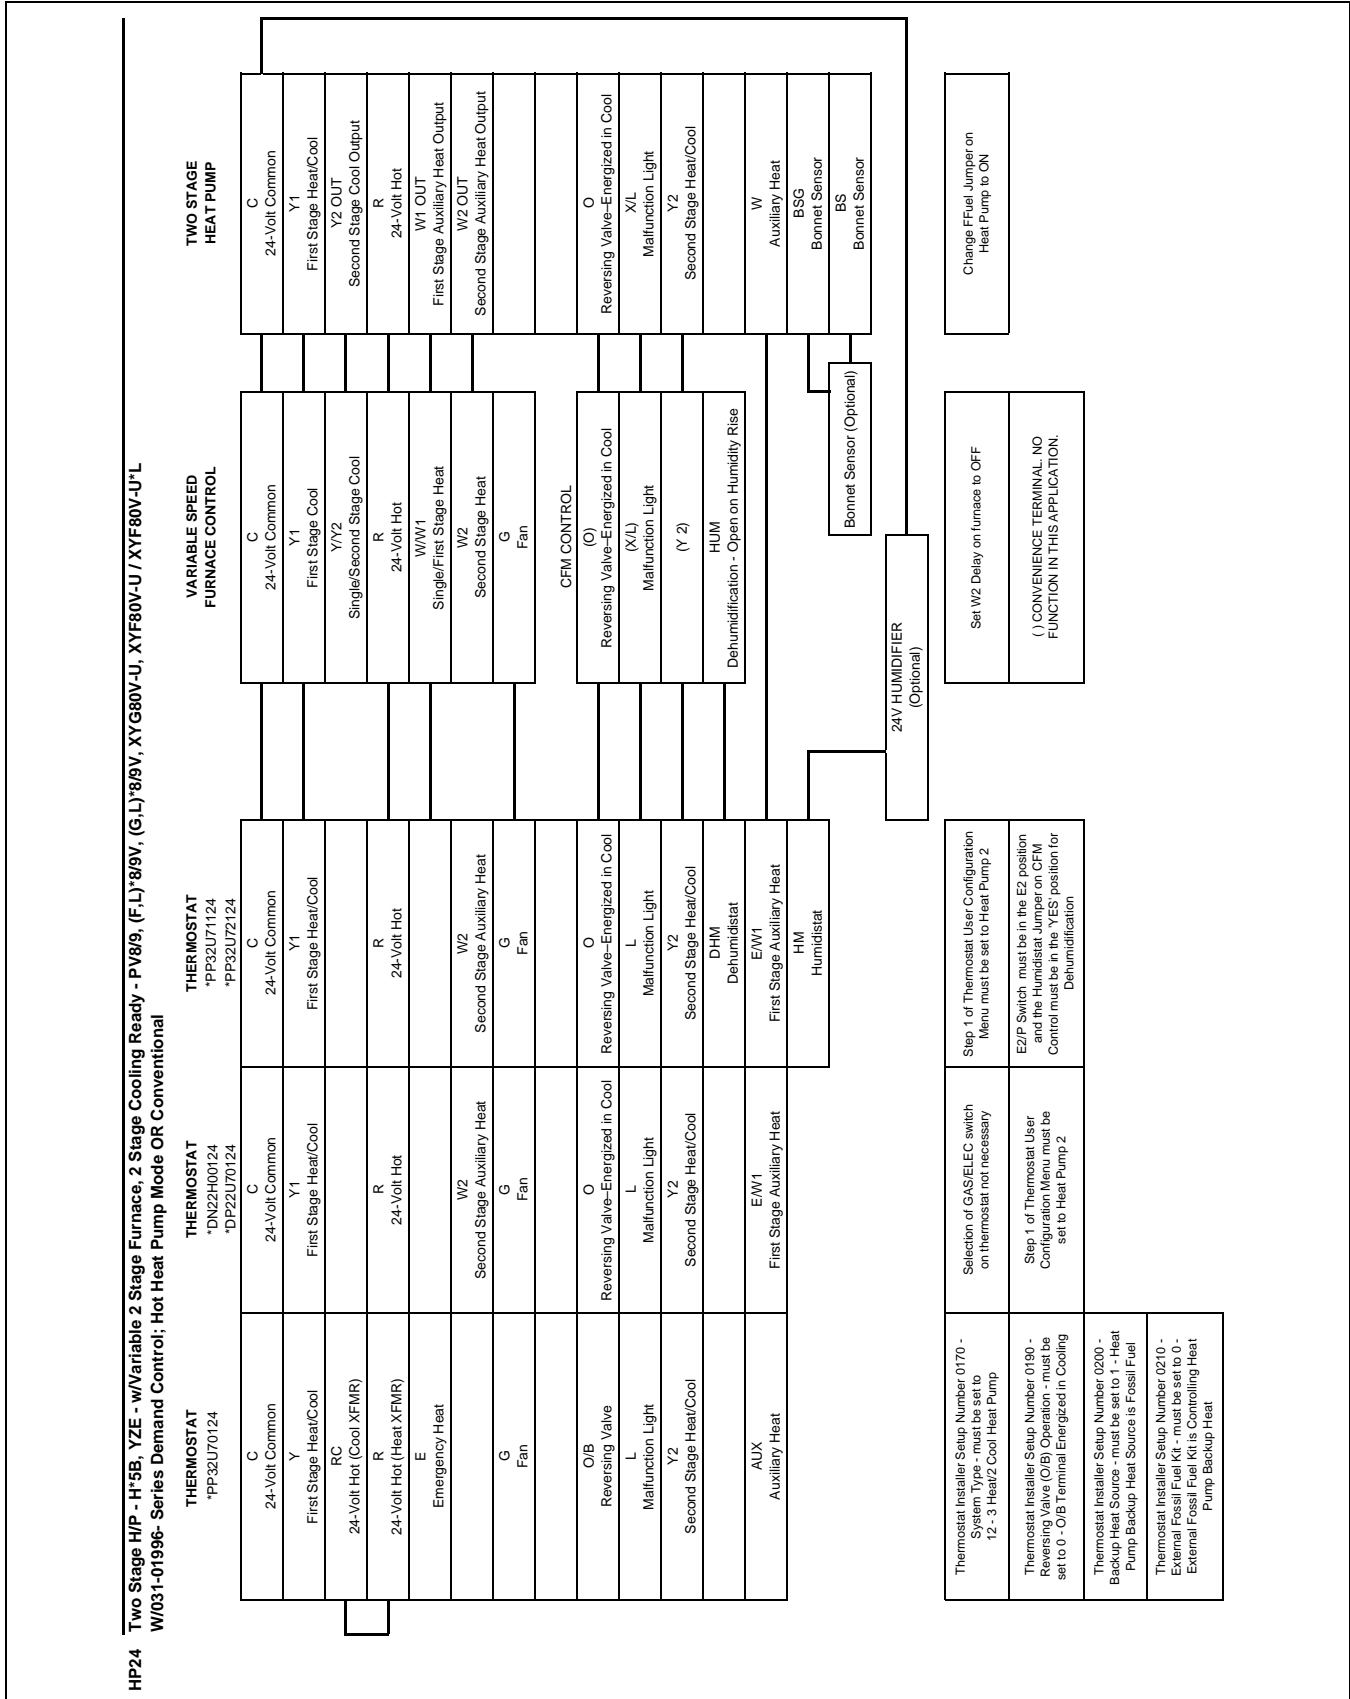 HP24 Two Stage H/P - H*5B, YZE - w/Variable 2 Stage Furnace, 2 Stage Cooling Ready - PV8/9, (F,L)*8/9V, (G,L)*8/9V, XYG80V-U, XYF80V-U / XYF80V-U*L
W/031-01996- Series Demand Control; Hot Heat Pump Mode OR Conventional
THERMOSTAT
*PP32U70124
C
24-Volt Common
Y
First Stage Heat/Cool
RC
24-Volt Hot (Cool XFMR)
R
24-Volt Hot (Heat XFMR)
E
Emergency Heat
G
Fan
O/B
Reversing Valve
L
Malfunction Light
Y2
Second Stage Heat/Cool
AUX
Auxiliary Heat
Thermostat Installer Setup Number 0170 -
System Type - must be set to
12 - 3 Heat/2 Cool Heat Pump
Thermostat Installer Setup Number 0190 -
Reversing Valve (O/B) Operation - must be
set to 0 - O/B Terminal Energized in Cooling
Thermostat Installer Setup Number 0200 -
Backup Heat Source - must be set to 1 - Heat
Pump Backup Heat Source is Fossil Fuel
Thermostat Installer Setup Number 0210 -
External Fossil Fuel Kit - must be set to 0 -
External Fossil Fuel Kit is Controlling Heat
Pump Backup Heat
THERMOSTAT
*DN22H00124
*DP22U70124
C
24-Volt Common
Y1
First Stage Heat/Cool
R
24-Volt Hot
W2
Second Stage Auxiliary Heat
G
Fan
O
Reversing Valve–Energized in Cool
L
Malfunction Light
Y2
Second Stage Heat/Cool
E/W1
First Stage Auxiliary Heat
Selection of GAS/ELEC switch
on thermostat not necessary
Step 1 of Thermostat User
Configuration Menu must be
set to Heat Pump 2
THERMOSTAT
*PP32U71124
*PP32U72124
C
24-Volt Common
Y1
First Stage Heat/Cool
R
24-Volt Hot
W2
Second Stage Auxiliary Heat
G
Fan
O
Reversing Valve–Energized in Cool
L
Malfunction Light
Y2
Second Stage Heat/Cool
DHM
Dehumidistat
E/W1
First Stage Auxiliary Heat
HM
Humidistat
Step 1 of Thermostat User Configuration
Menu must be set to Heat Pump 2
E2/P Switch must be in the E2 position
and the Humidistat Jumper on CFM
Control must be in the 'YES' position for
Dehumidification
24V HUMIDIFIER
(Optional)
VARIABLE SPEED
FURNACE CONTROL
C
24-Volt Common
Y1
First Stage Cool
Y/Y2
Single/Second Stage Cool
R
24-Volt Hot
W/W1
Single/First Stage Heat
W2
Second Stage Heat
G
Fan
CFM CONTROL
(O)
Reversing Valve–Energized in Cool
(X/L)
Malfunction Light
(Y 2)
HUM
Dehumidification - Open on Humidity Rise
Bonnet Sensor (Optional)
Set W2 Delay on furnace to OFF
( ) CONVENIENCE TERMINAL. NO
FUNCTION IN THIS APPLICATION.
TWO STAGE
HEAT PUMP
C
24-Volt Common
Y1
First Stage Heat/Cool
Y2 OUT
Second Stage Cool Output
R
24-Volt Hot
W1 OUT
First Stage Auxiliary Heat Output
W2 OUT
Second Stage Auxiliary Heat Output
O
Reversing Valve–Energized in Cool
X/L
Malfunction Light
Y2
Second Stage Heat/Cool
W
Auxiliary Heat
BSG
Bonnet Sensor
BS
Bonnet Sensor
Change FFuel Jumper on
Heat Pump to ON